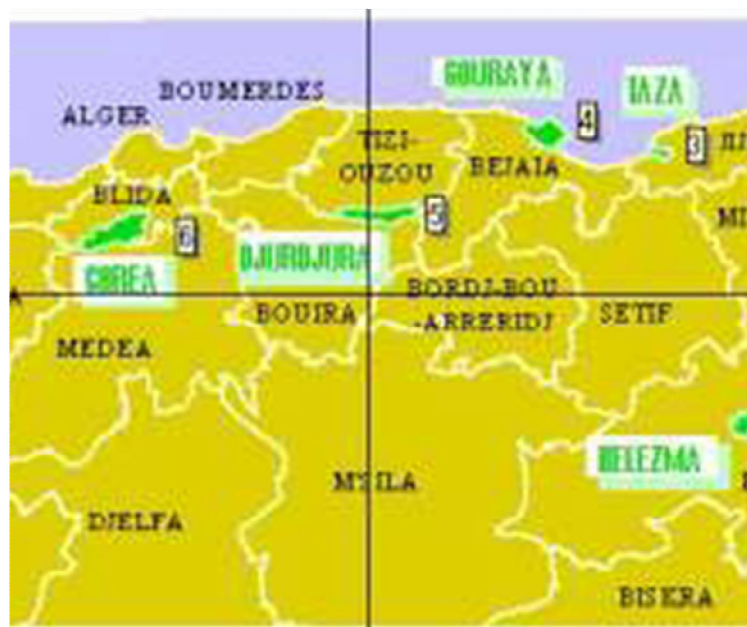 GOURAYA
TAZA
BOUMERDES
ALGER
4
TIZI-
OUZOU
BEJAIA
3
BLIDA
5
6
DJURDJURA
CHREA
BORDJ-BOU
-ARRERIDJ
BOUIRA
SETIF
MEDEA
BELEZMA
M'SILA
DJELFA
BISKRA